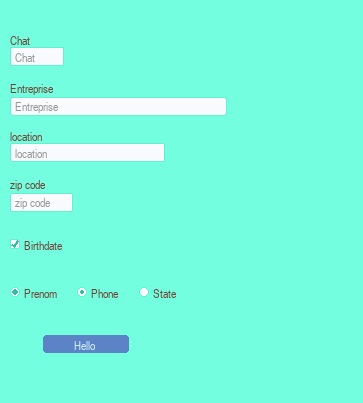 Chat
Chat
Entreprise
Entreprise
location
location
zip code
zip code
Birthdate
Prenom Phone State
Hello